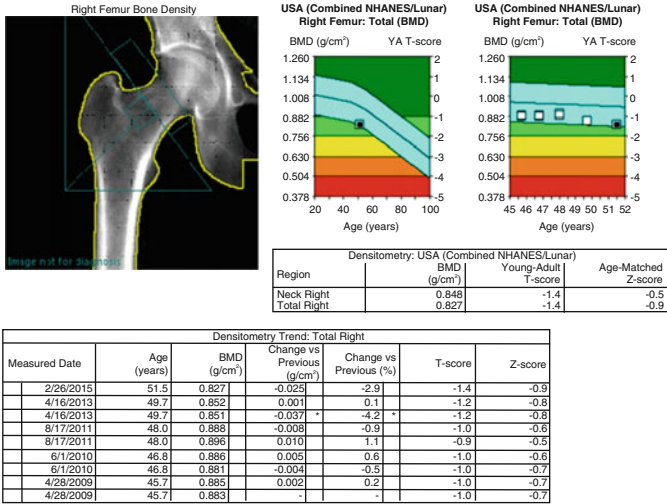 Right Femur Bone Density
Image not for diagnosis
USA (Combined NHANES/Lunar)
Right Femur: Total (BMD)
BMD (g/cm²) YA T-score
1.260 2
1.134 1
1.008 0
0.882 -1
0.756 -2
0.630 -3
0.504 -4
0.378 -5
20 40 60 80 100
Age (years)
USA (Combined NHANES/Lunar)
Right Femur: Total (BMD)
BMD (g/cm²) YA T-score
1.260 2
1.134 1
1.008 0
0.882 -1
0.756 -2
0.630 -3
0.504 -4
0.378 -5
45 46 47 48 49 50 51 52
Age (years)
Densitometry: USA (Combined NHANES/Lunar)
Region BMD (g/cm²) Young-Adult T-score Age-Matched Z-score
Neck Right 0.848 -1.4 -0.5
Total Right 0.827 -1.4 -0.9
Densitometry Trend: Total Right
Measured Date Age (years) BMD (g/cm²) Change vs Previous (g/cm²) Change vs Previous (%) T-score Z-score
2/26/2015 51.5 0.827 -0.025 -2.9 -1.4 -0.9
4/16/2013 49.7 0.852 0.001 0.1 -1.2 -0.8
4/16/2013 49.7 0.851 -0.037 * -4.2 * -1.2 -0.8
8/17/2011 48.0 0.888 -0.008 -0.9 -1.0 -0.6
8/17/2011 48.0 0.896 0.010 1.1 -0.9 -0.5
6/1/2010 46.8 0.886 0.005 0.6 -1.0 -0.6
6/1/2010 46.8 0.881 -0.004 -0.5 -1.0 -0.7
4/28/2009 45.7 0.885 0.002 0.2 -1.0 -0.7
4/28/2009 45.7 0.883 - - -1.0 -0.7